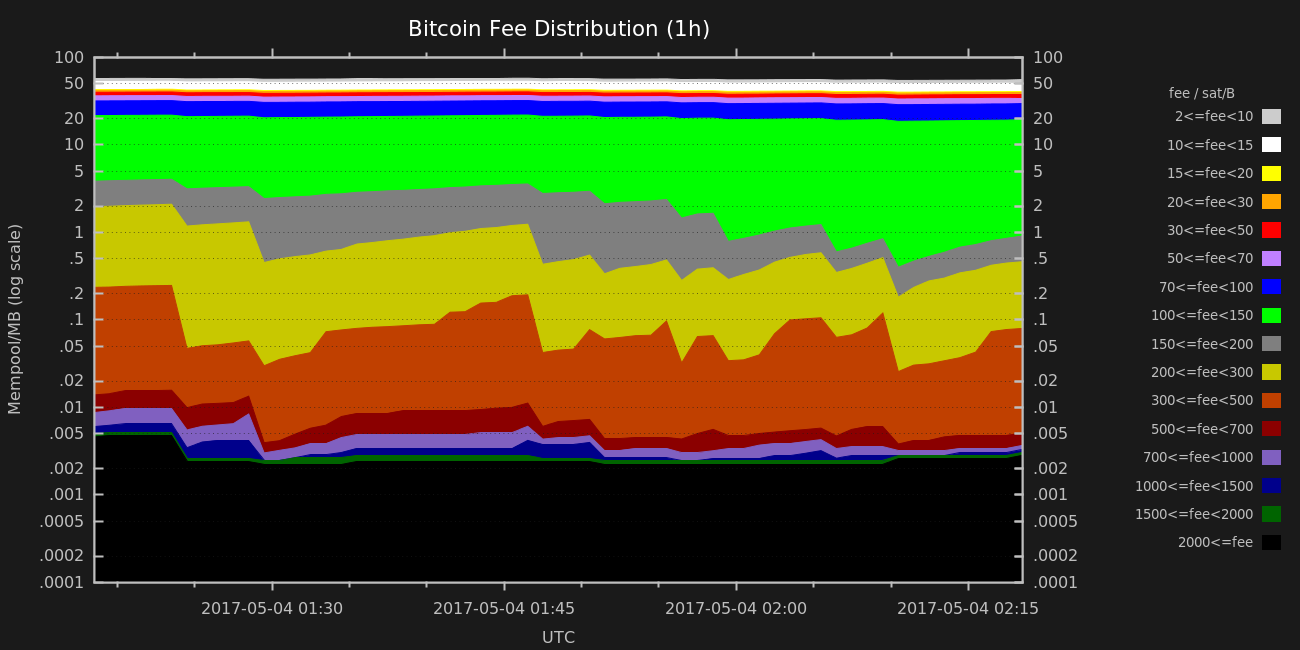 Bitcoin Fee Distribution (1h)
Mempool/MB (log scale)
100
50
20
10
5
2
1
.5
.2
.1
.05
.02
.01
.005
.002
.001
.0005
.0002
.0001
100
50
20
10
5
2
1
.5
.2
.1
.05
.02
.01
.005
.002
.001
.0005
.0002
.0001
2017-05-04 01:30
2017-05-04 01:45
2017-05-04 02:00
2017-05-04 02:15
UTC
fee / sat/B
2<=fee<10
10<=fee<15
15<=fee<20
20<=fee<30
30<=fee<50
50<=fee<70
70<=fee<100
100<=fee<150
150<=fee<200
200<=fee<300
300<=fee<500
500<=fee<700
700<=fee<1000
1000<=fee<1500
1500<=fee<2000
2000<=fee